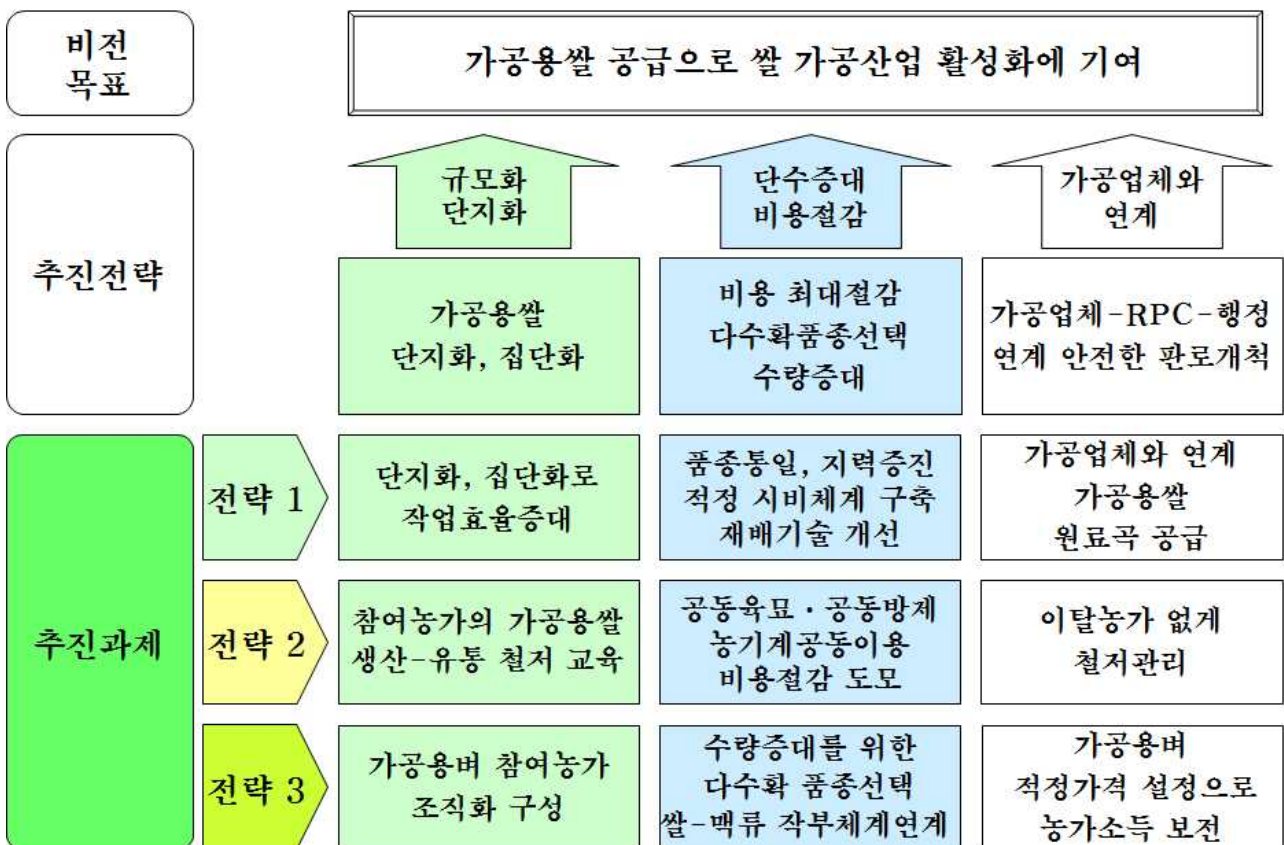 비전
목표
가공용쌀 공급으로 쌀 가공산업 활성화에 기여
추진전략
규모화
단지화
단수증대
비용절감
가공업체와
연계
가공용쌀
단지화, 집단화
비용 최대절감
다수확품종선택
수량증대
가공업체-RPC-행정
연계 안전한 판로개척
추진과제
전략 1
단지화, 집단화로
작업효율증대
품종통일, 지력증진
적정 시비체계 구축
재배기술 개선
가공업체와 연계
가공용쌀
원료곡 공급
전략 2
참여농가의 가공용쌀
생산-유통 철저 교육
공동육묘·공동방제
농기계공동이용
비용절감 도모
이탈농가 없게
철저관리
전략 3
가공용벼 참여농가
조직화 구성
수량증대를 위한
다수확 품종선택
쌀-맥류 작부체계연계
가공용벼
적정가격 설정으로
농가소득 보전